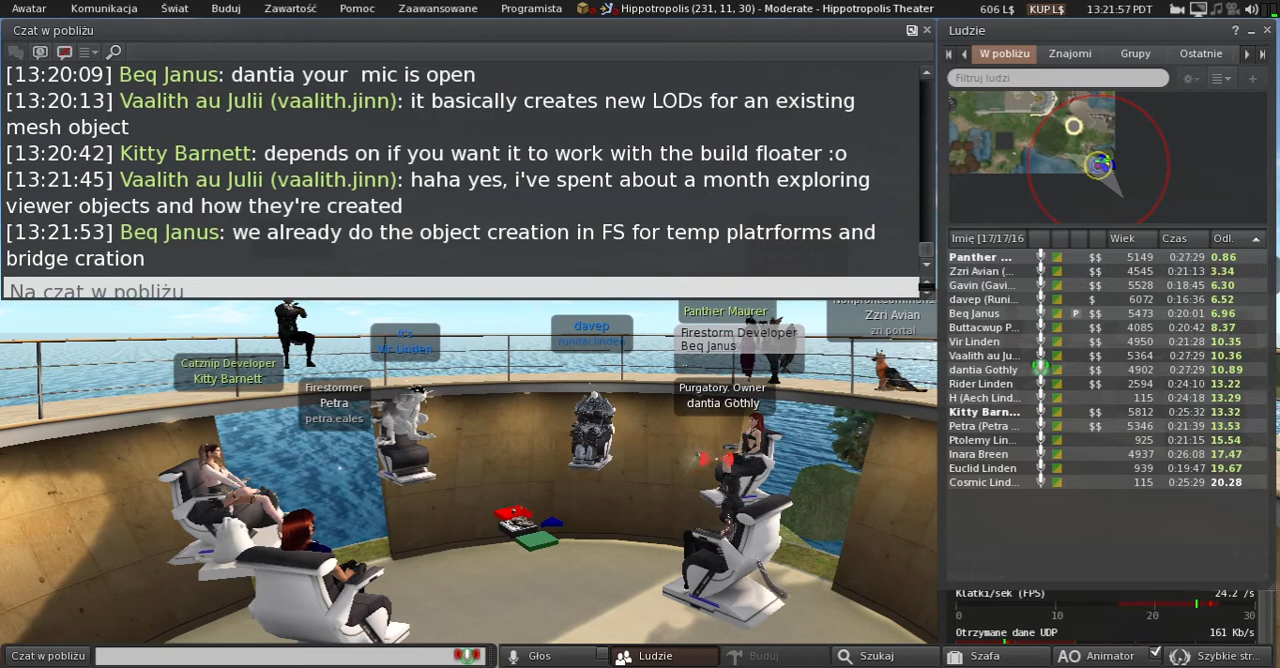 Awatar Komunikacja Świat Buduj Zawartość Pomoc Zaawansowane Programista Hippotropolis (231, 11, 30) - Moderate - Hippotropolis Theater 606 L$ KUP L$ 13:21:57 PDT
Czat w pobliżu
[13:20:09] Beq Janus: dantia your  mic is open
[13:20:13] Vaalith au Julii (vaalith.jinn): it basically creates new LODs for an existing
mesh object
[13:20:42] Kitty Barnett: depends on if you want it to work with the build floater :o
[13:21:45] Vaalith au Julii (vaalith.jinn): haha yes, i've spent about a month exploring
viewer objects and how they're created
[13:21:53] Beq Janus: we already do the object creation in FS for temp platrforms and
bridge cration
Na czat w pobliżu
Panther Maurer
Zzri Avian
zn portal
It's
Vir Linden
davep
runitai.linden
Firestorm Developer
Beq Janus
Catznip Developer
Kitty Barnett
Firestormer
Petra
petra.eales
Purgatory. Owner
dantia Gothly
Ludzie
W pobliżu Znajomi Grupy Ostatnie
Filtruj ludzi
Imię [17/17/16 Wiek Czas Odl.
Panther ... $$ 5149 0:27:29 0.86
Zzri Avian (... $$ 4545 0:21:13 3.34
Gavin (Gavi... $$ 5528 0:18:45 6.30
davep (Runi... $ 6072 0:16:36 6.52
Beq Janus P $$ 5473 0:20:01 6.96
Buttacwup P... $$ 4085 0:20:42 8.37
Vir Linden $$ 4950 0:21:28 10.35
Vaalith au Ju... $$ 5364 0:27:29 10.36
dantia Gothly $$ 4902 0:27:29 10.89
Rider Linden $$ 2594 0:24:10 13.22
H (Aech Lind... 115 0:24:18 13.29
Kitty Barn... $$ 5812 0:25:32 13.32
Petra (Petra ... $$ 5346 0:21:39 13.53
Ptolemy Lin... 925 0:21:15 15.54
Inara Breen 4937 0:26:08 17.47
Euclid Linden 939 0:19:47 19.67
Cosmic Lind... 115 0:25:29 20.28
Klatki/sek (FPS) 24.2 /s
0 10 20 30
Otrzymane dane UDP 161 Kb/s
Czat w pobliżu Głos Ludzie Buduj Szukaj Szafa AO Animator Szybkie str...